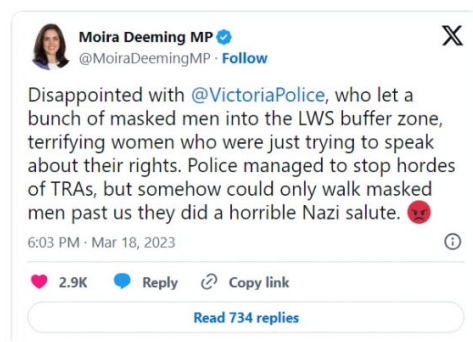 Moira Deeming MP
@MoiraDeemingMP · Follow
Disappointed with @VictoriaPolice, who let a
bunch of masked men into the LWS buffer zone,
terrifying women who were just trying to speak
about their rights. Police managed to stop hordes
of TRAs, but somehow could only walk masked
men past us they did a horrible Nazi salute. 😡
6:03 PM · Mar 18, 2023
2.9K Reply Copy link
Read 734 replies